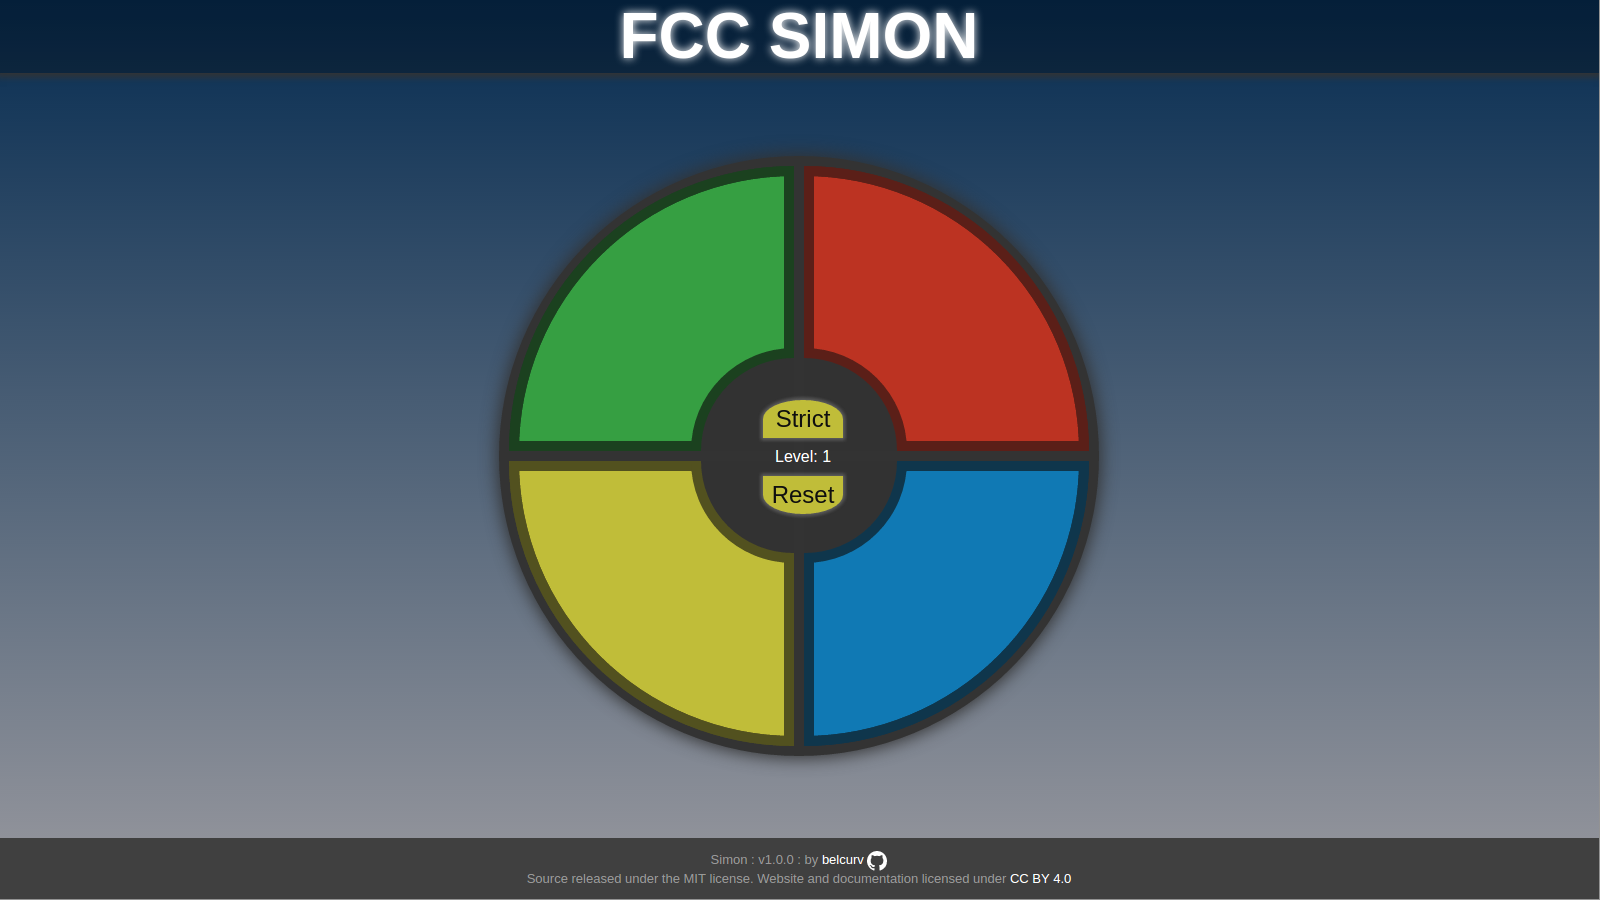 FCC SIMON
Strict
Level: 1
Reset
Simon : v1.0.0 : by belcurv
Source released under the MIT license. Website and documentation licensed under CC BY 4.0